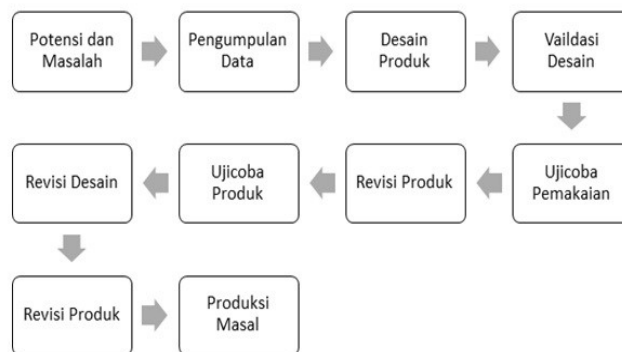 Potensi dan
Masalah
Pengumpulan
Data
Desain
Produk
Vaildasi
Desain
Ujicoba
Pemakaian
Revisi Produk
Ujicoba
Produk
Revisi Desain
Revisi Produk
Produksi
Masal